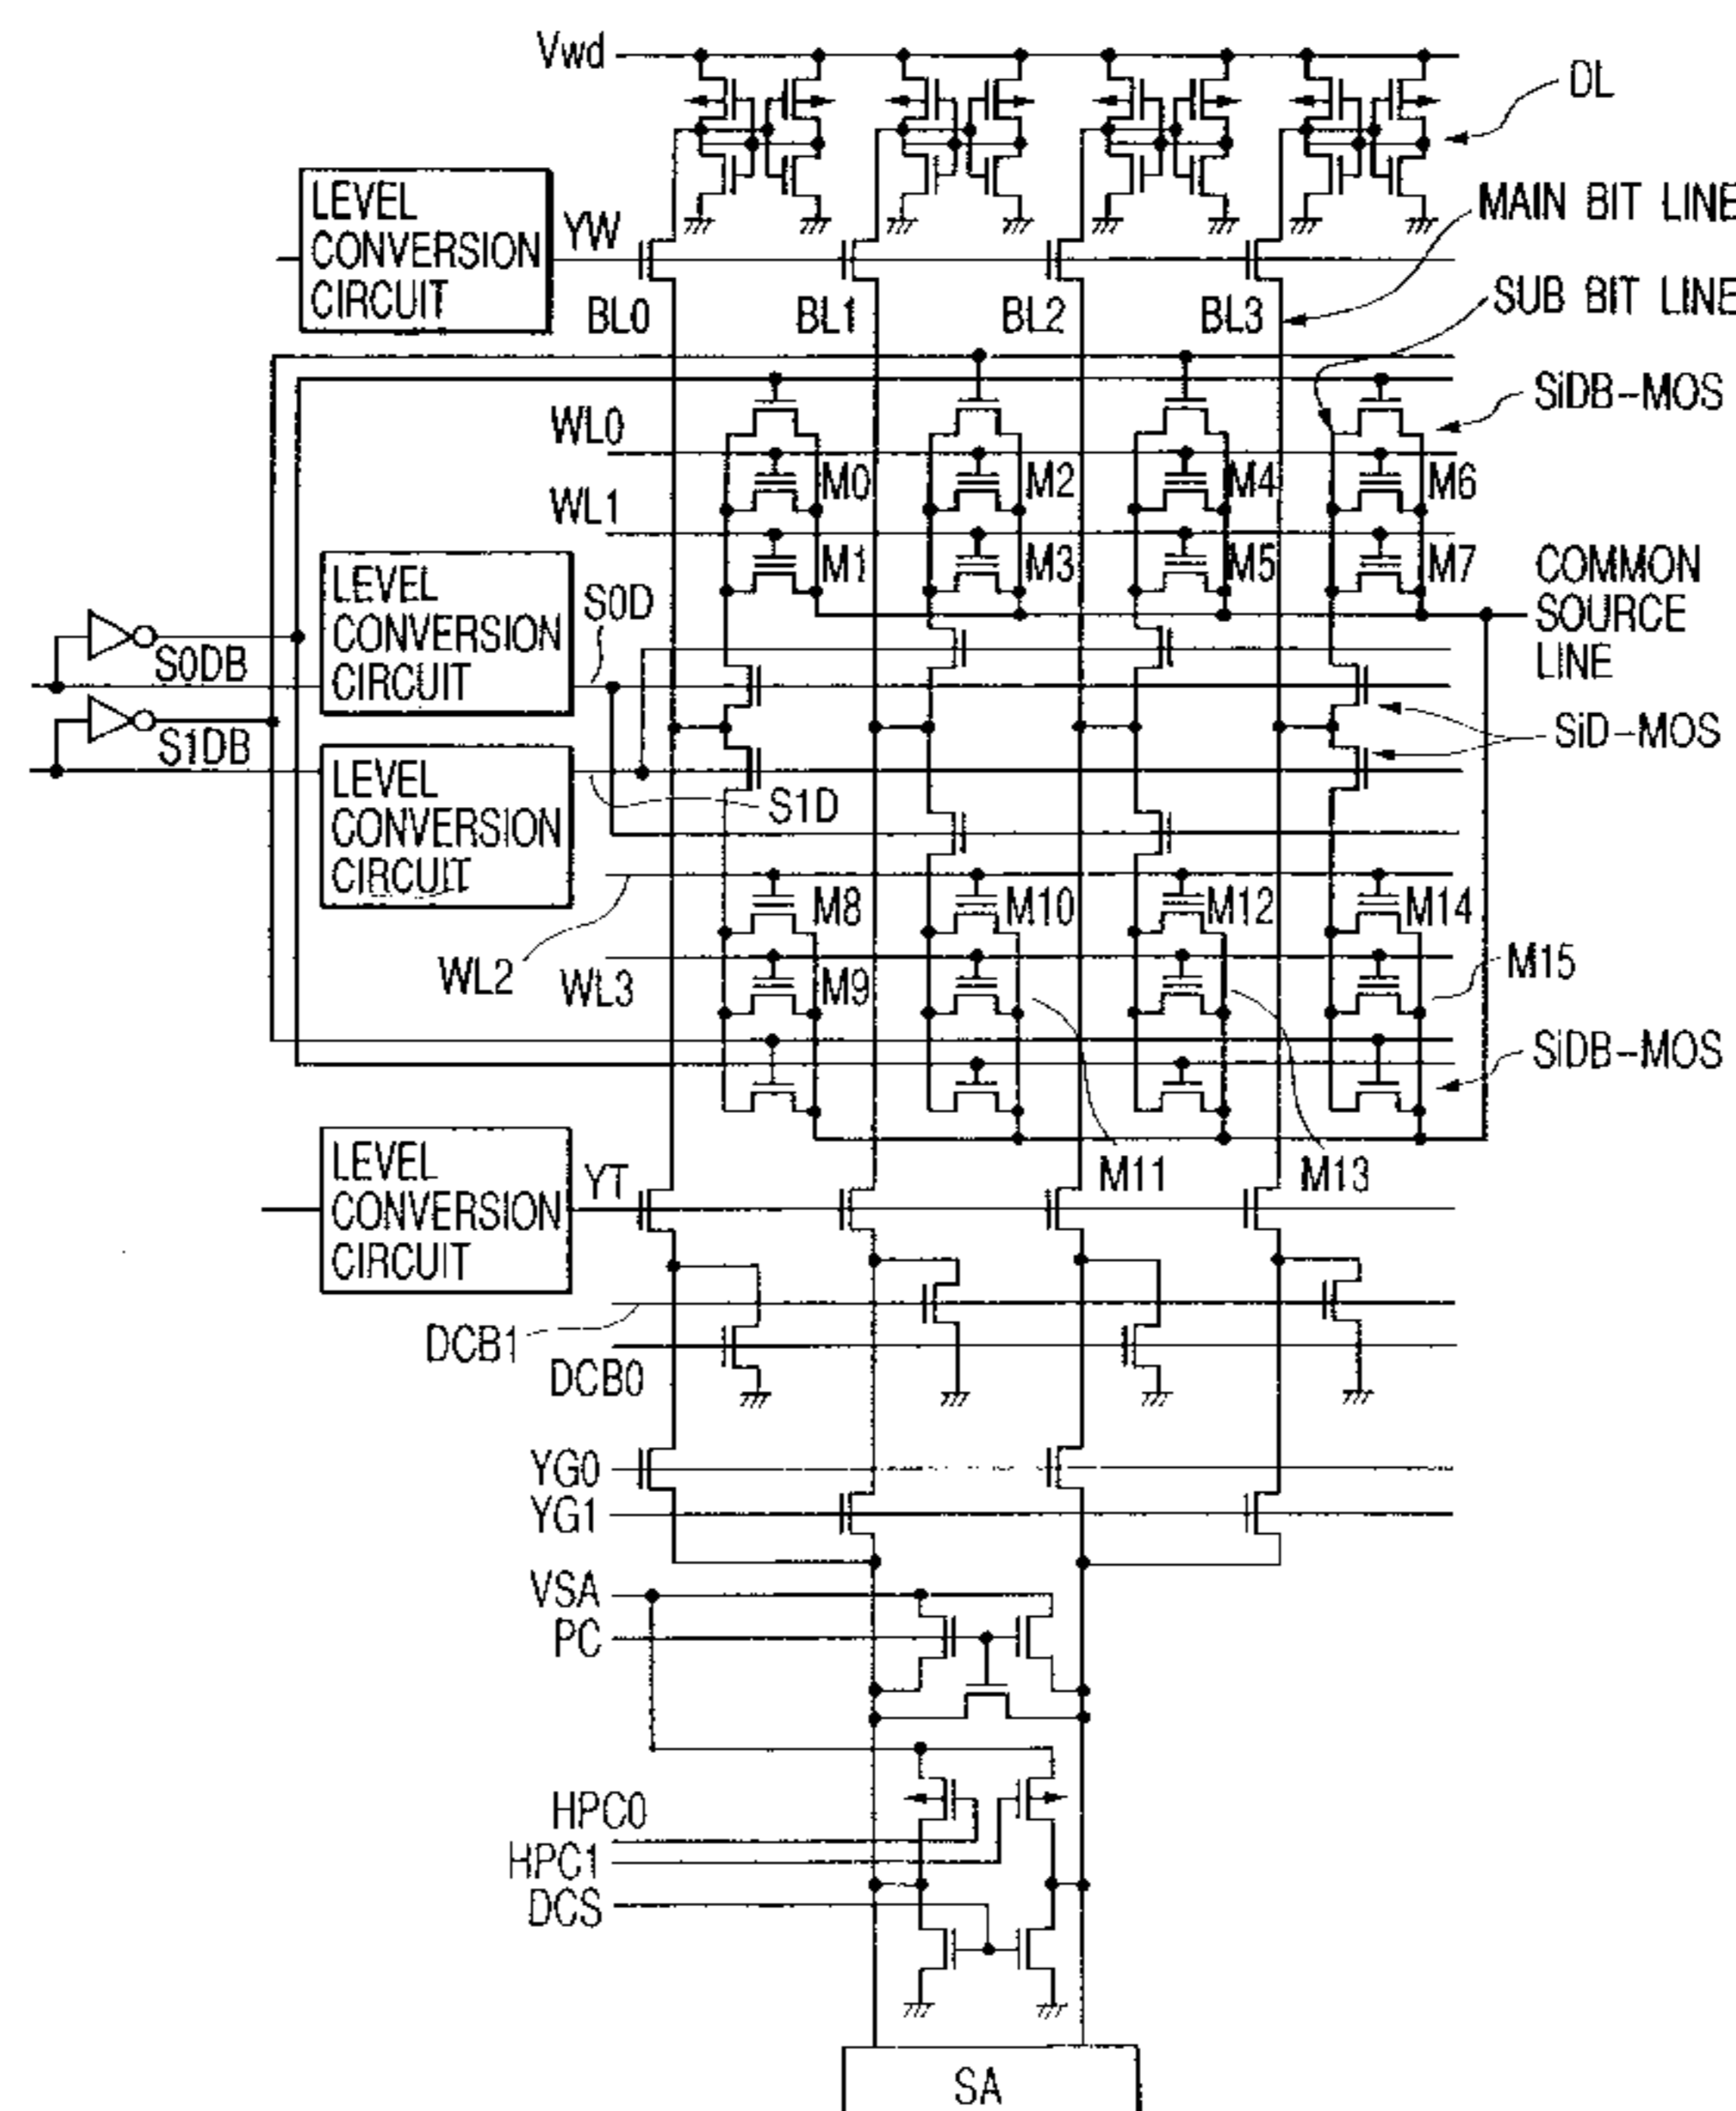 Vwd
DL
LEVEL
CONVERSION
CIRCUIT
YW
MAIN BIT LINE
BL0
BL1
BL2
BL3
SUB BIT LINE
SiDB-MOS
WL0
M0
M2
M4
M6
WL1
M1
M3
M5
M7
COMMON
SOURCE
LINE
LEVEL
CONVERSION
CIRCUIT
S0D
S0DB
S1DB
SiD-MOS
LEVEL
CONVERSION
CIRCUIT
S1D
M8
M10
M12
M14
WL2
WL3
M9
M15
SiDB-MOS
M11
M13
LEVEL
CONVERSION
CIRCUIT
YT
DCB1
DCB0
YG0
YG1
VSA
PC
HPC0
HPC1
DCS
SA